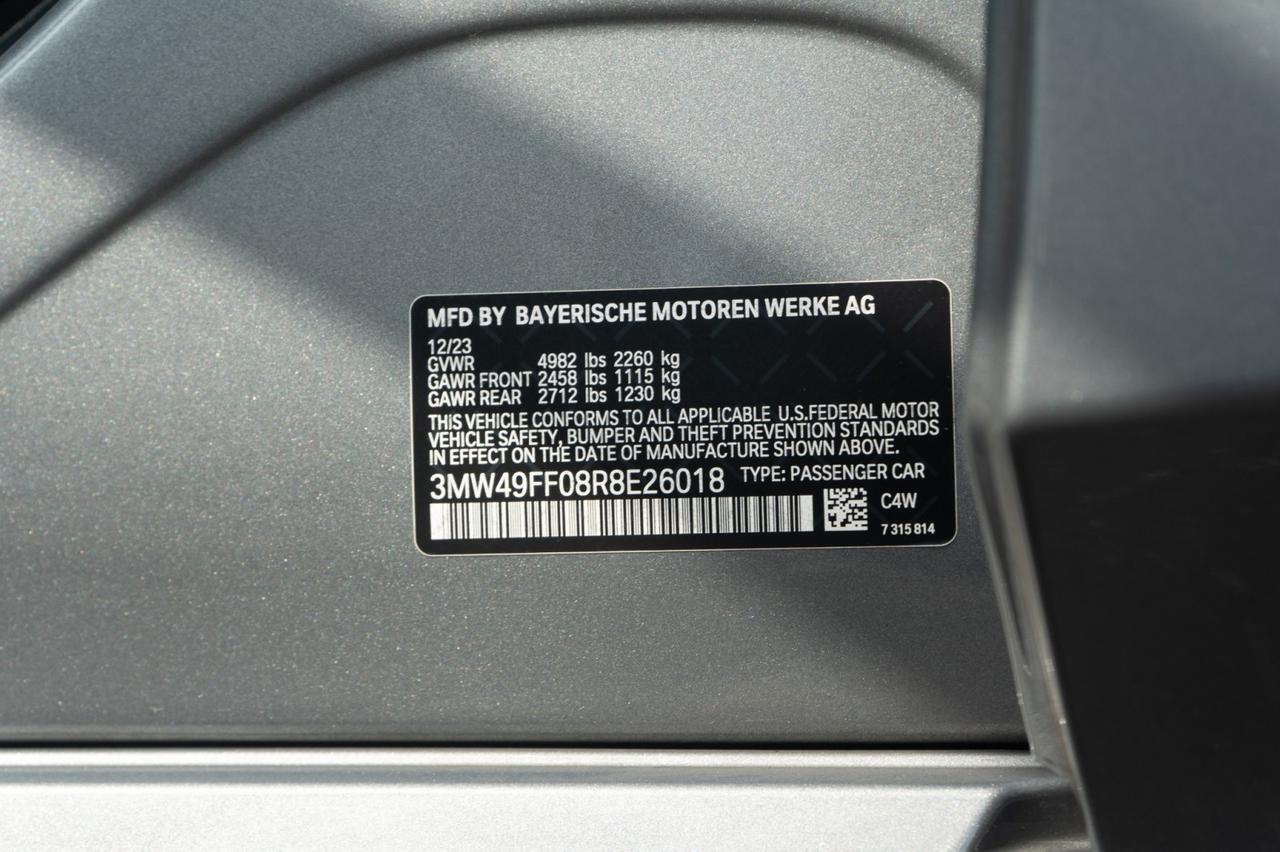 MFD BY BAYERISCHE MOTOREN WERKE AG
12/23
GVWR 4982 lbs 2260 kg
GAWR FRONT 2458 lbs 1115 kg
GAWR REAR 2712 lbs 1230 kg
THIS VEHICLE CONFORMS TO ALL APPLICABLE U.S.FEDERAL MOTOR
VEHICLE SAFETY, BUMPER AND THEFT PREVENTION STANDARDS
IN EFFECT ON THE DATE OF MANUFACTURE SHOWN ABOVE.
3MW49FF08R8E26018 TYPE: PASSENGER CAR
C4W
7 315 814